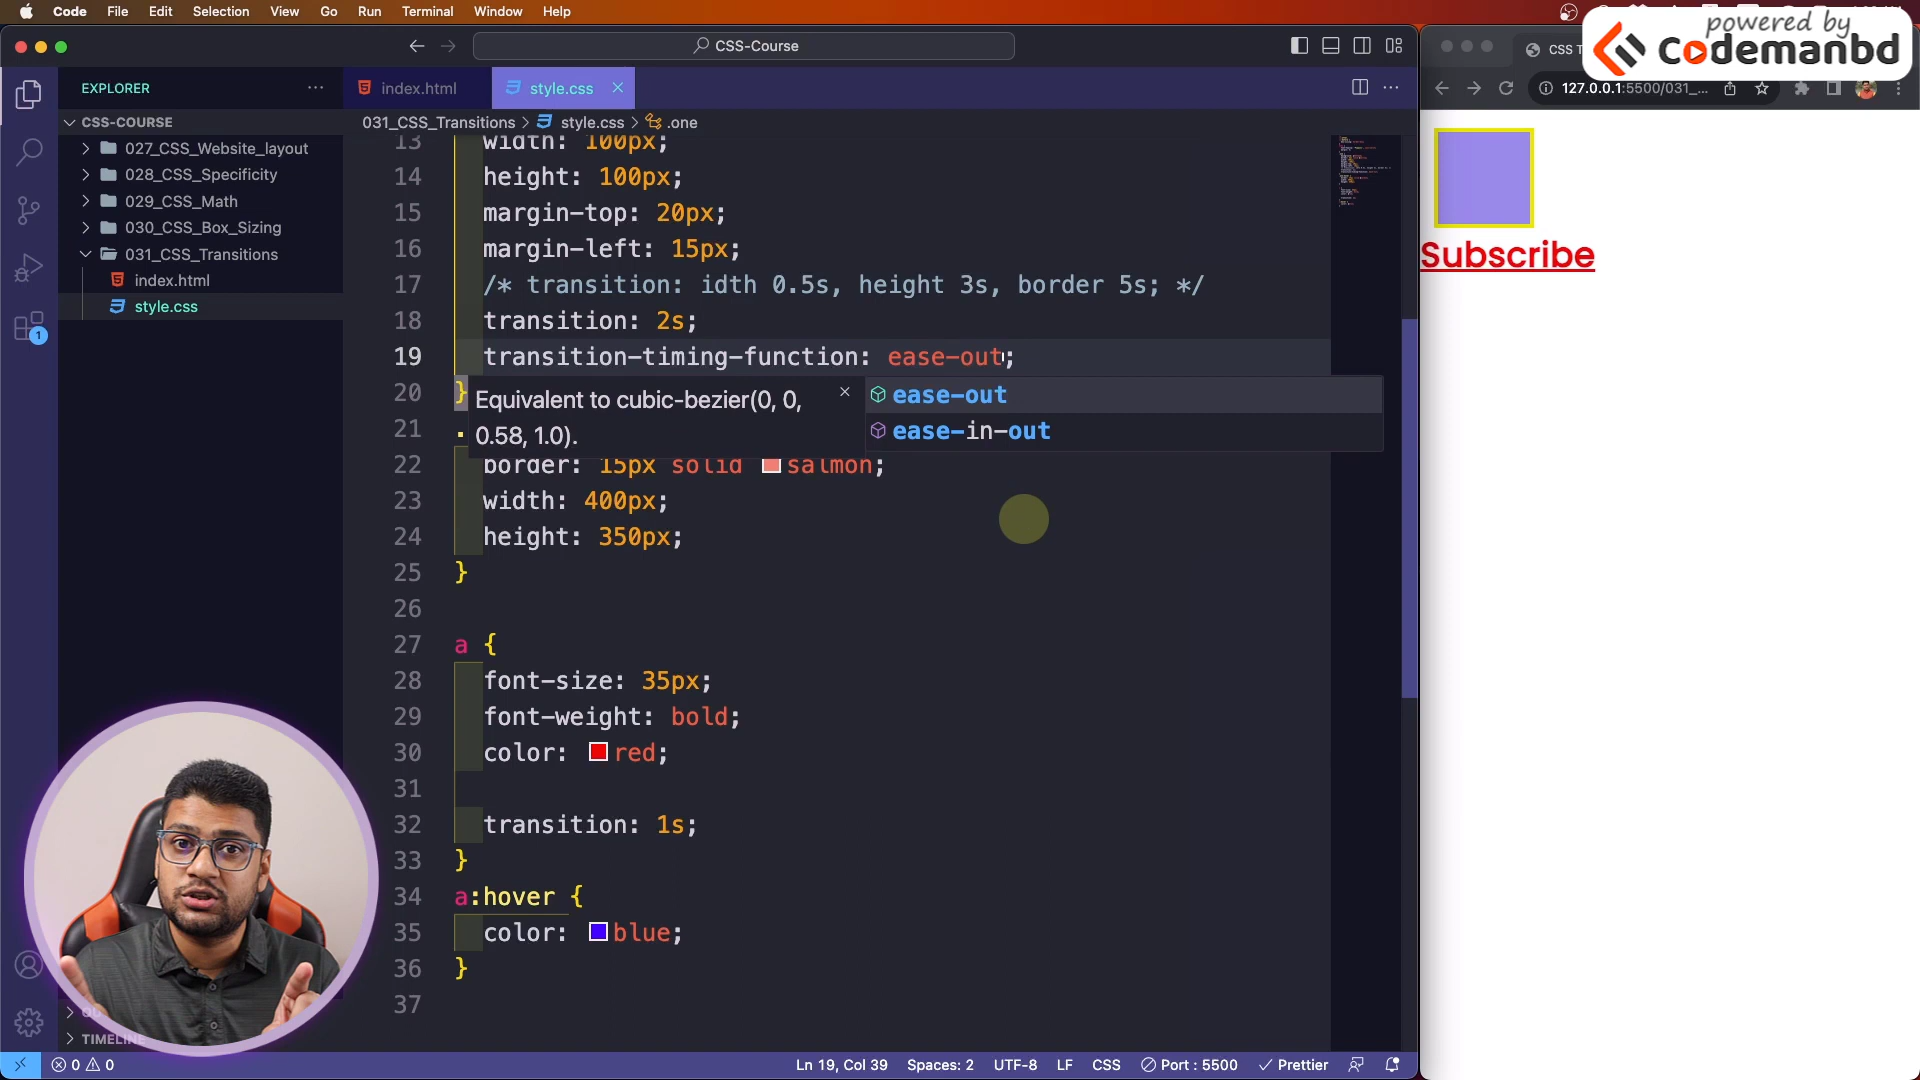 Code File Edit Selection View Go Run Terminal Window Help
powered by
Codemanbd
CSS-Course
CSS T
127.0.0.1:5500/031_...
EXPLORER
index.html
style.css
CSS-COURSE
027_CSS_Website_layout
028_CSS_Specificity
029_CSS_Math
030_CSS_Box_Sizing
031_CSS_Transitions
index.html
style.css
1
031_CSS_Transitions > style.css > .one
13 width: 100px;
14 height: 100px;
15 margin-top: 20px;
16 margin-left: 15px;
17 /* transition: idth 0.5s, height 3s, border 5s; */
18 transition: 2s;
19 transition-timing-function: ease-out;
20 }
21 .
22 border: 15px solid salmon;
23 width: 400px;
24 height: 350px;
25 }
26
27 a {
28 font-size: 35px;
29 font-weight: bold;
30 color: red;
31
32 transition: 1s;
33 }
34 a:hover {
35 color: blue;
36 }
37
Equivalent to cubic-bezier(0, 0,
0.58, 1.0).
ease-out
ease-in-out
Subscribe
TIMELINE
0 0
Ln 19, Col 39 Spaces: 2 UTF-8 LF CSS Port : 5500 Prettier